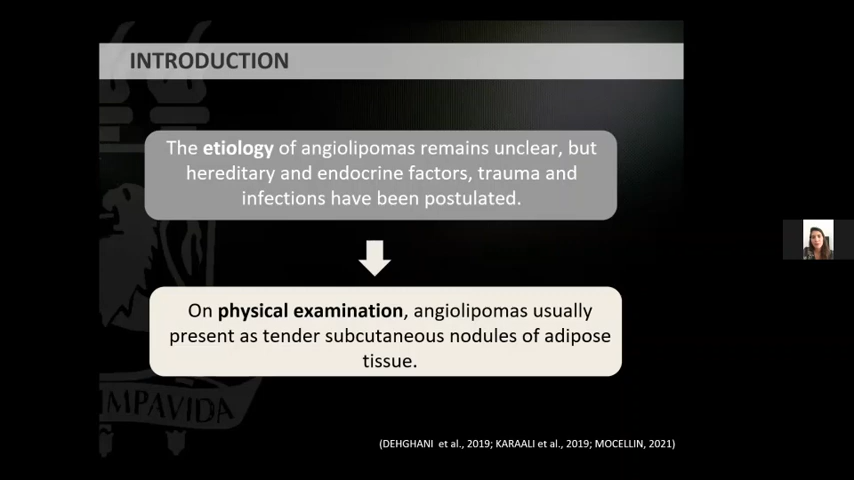 INTRODUCTION
The etiology of angiolipomas remains unclear, but
hereditary and endocrine factors, trauma and
infections have been postulated.
On physical examination, angiolipomas usually
present as tender subcutaneous nodules of adipose
tissue.
IMPAVIDA
(DEHGHANI et al., 2019; KARAALI et al., 2019; MOCELLIN, 2021)